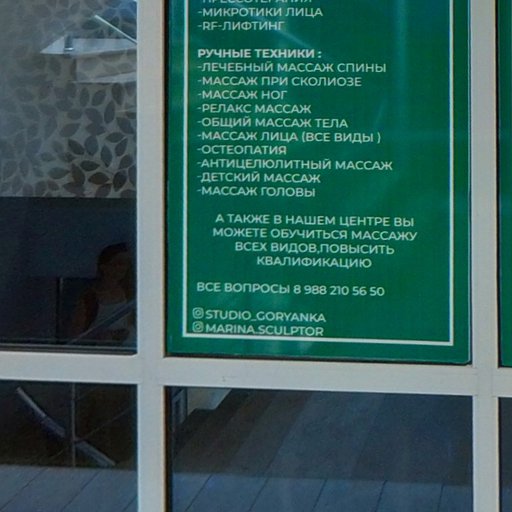 -ПРЕССОТЕРАПИЯ
-МИКРОТИКИ ЛИЦА
-RF-ЛИФТИНГ
РУЧНЫЕ ТЕХНИКИ :
-ЛЕЧЕБНЫЙ МАССАЖ СПИНЫ
-МАССАЖ ПРИ СКОЛИОЗЕ
-МАССАЖ НОГ
-РЕЛАКС МАССАЖ
-ОБЩИЙ МАССАЖ ТЕЛА
-МАССАЖ ЛИЦА (ВСЕ ВИДЫ )
-ОСТЕОПАТИЯ
-АНТИЦЕЛЮЛИТНЫЙ МАССАЖ
-ДЕТСКИЙ МАССАЖ
-МАССАЖ ГОЛОВЫ
А ТАКЖЕ В НАШЕМ ЦЕНТРЕ ВЫ
МОЖЕТЕ ОБУЧИТЬСЯ МАССАЖУ
ВСЕХ ВИДОВ,ПОВЫСИТЬ
КВАЛИФИКАЦИЮ
ВСЕ ВОПРОСЫ 8 988 210 56 50
STUDIO_GORYANKA
MARINA.SCULPTOR